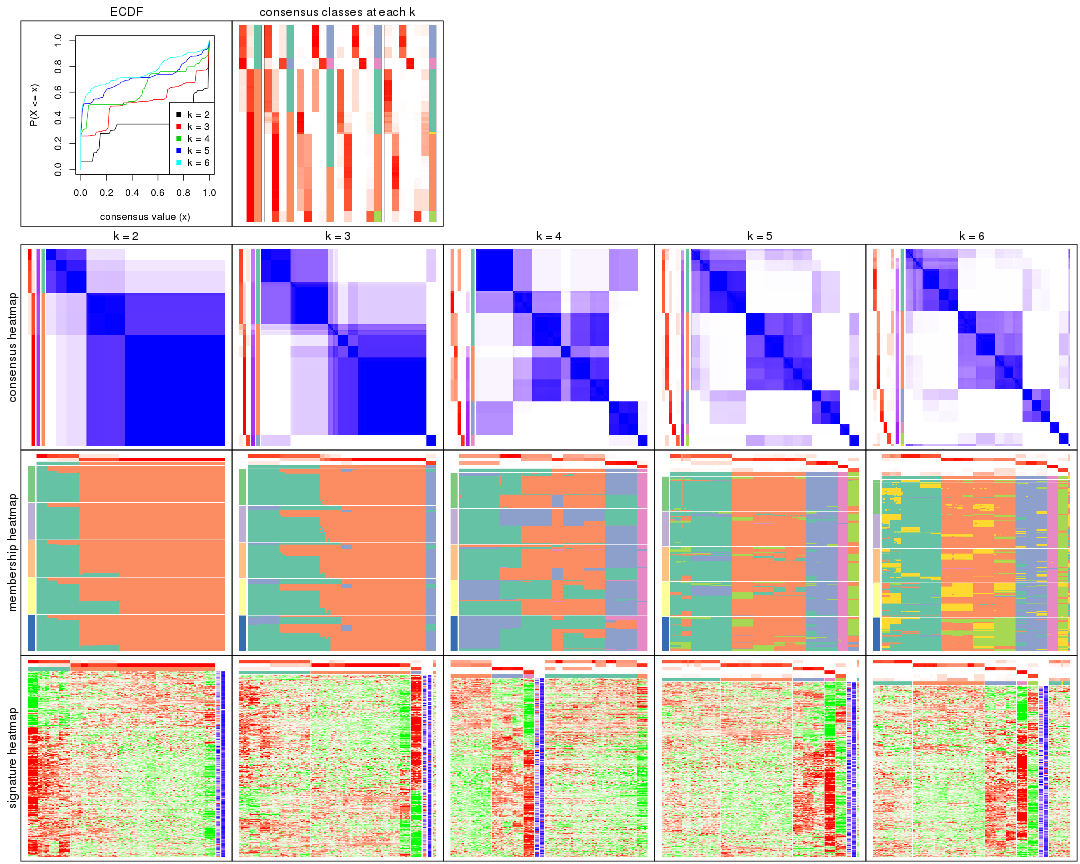 ECDF
consensus classes at each k
P(X <= x)
0.0 0.2 0.4 0.6 0.8 1.0
k = 2
k = 3
k = 4
k = 5
k = 6
0.0 0.2 0.4 0.6 0.8 1.0
consensus value (x)
k = 2
k = 3
k = 4
k = 5
k = 6
consensus heatmap
membership heatmap
signature heatmap